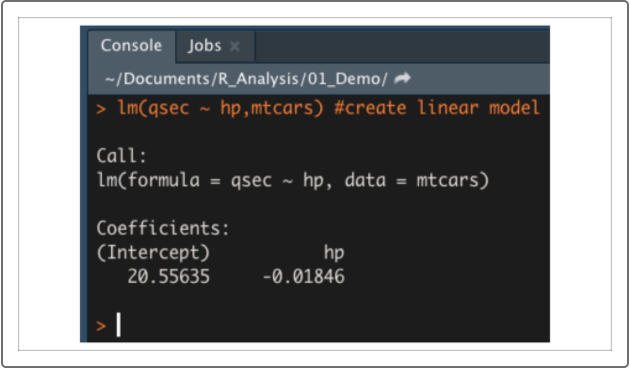 Console Jobs ×
~/Documents/R_Analysis/01_Demo/
> lm(qsec ~ hp,mtcars) #create linear model
Call:
lm(formula = qsec ~ hp, data = mtcars)
Coefficients:
(Intercept) hp
20.55635 -0.01846
>